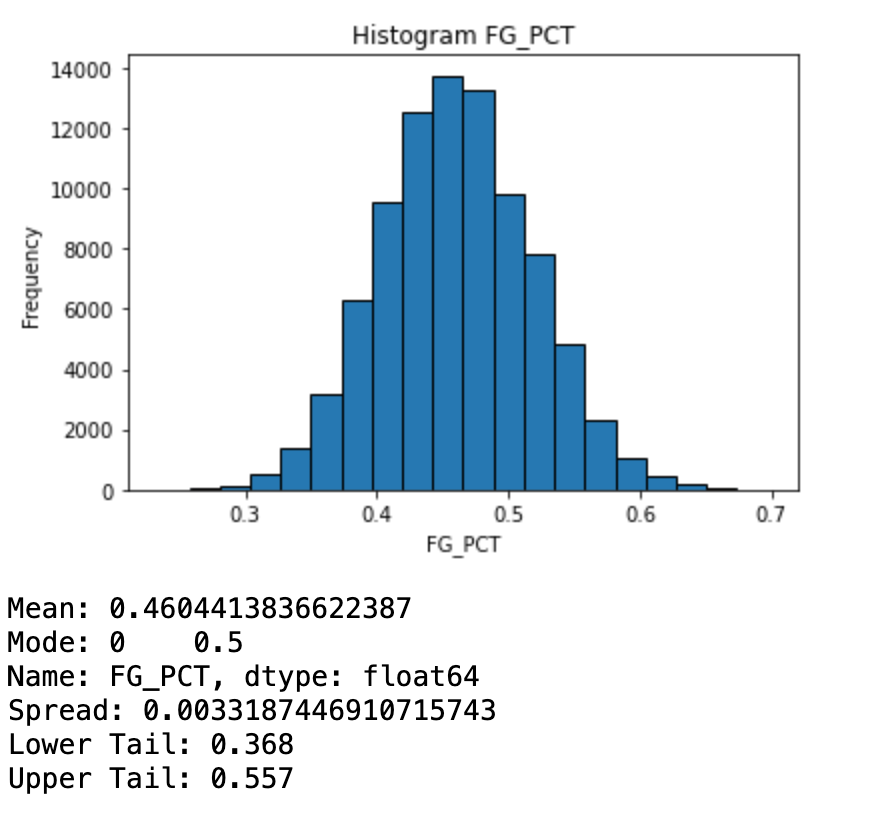 Histogram FG_PCT
14000
12000
10000
8000
6000
4000
2000
0
Frequency
0.3 0.4 0.5 0.6 0.7
FG_PCT
Mean: 0.4604413836622387
Mode: 0    0.5
Name: FG_PCT, dtype: float64
Spread: 0.0033187446910715743
Lower Tail: 0.368
Upper Tail: 0.557